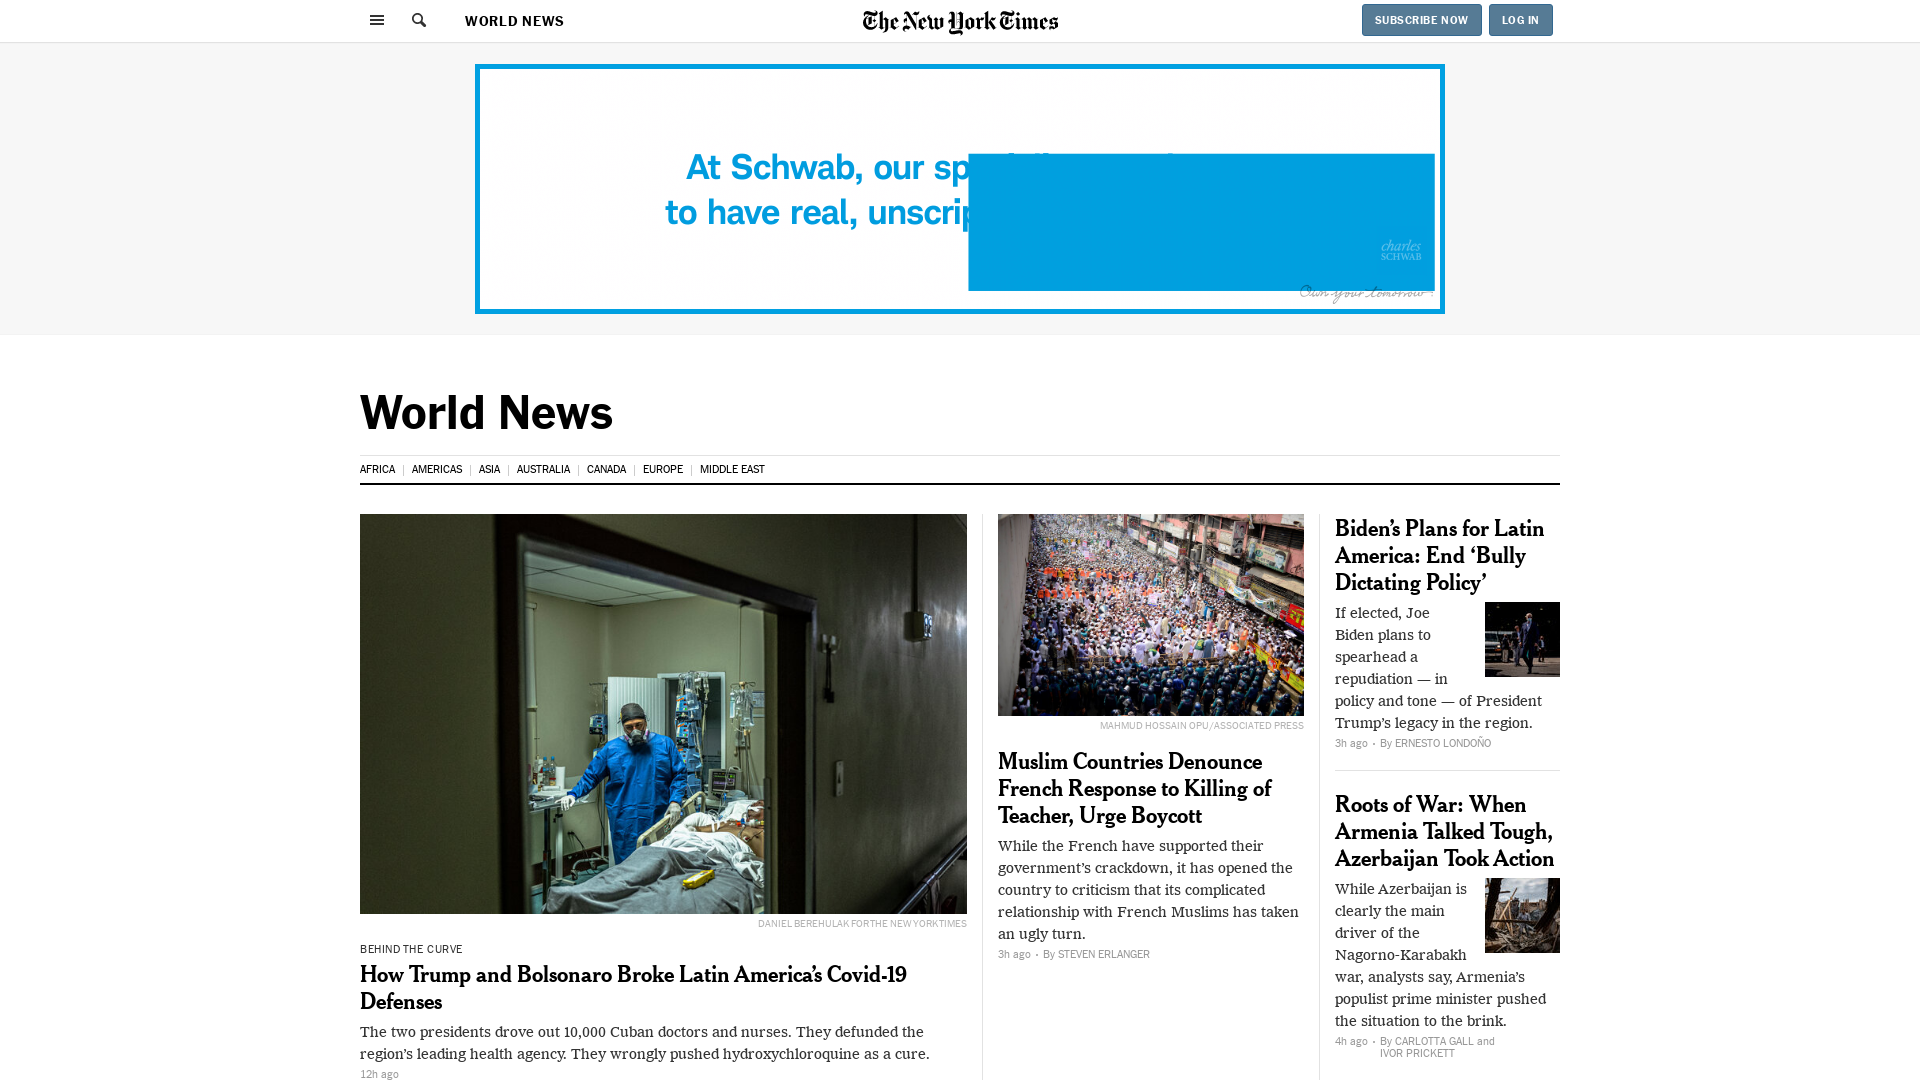 WORLD NEWS
The New York Times
SUBSCRIBE NOW
LOG IN
At Schwab, our
to have real,
charles
SCHWAB
Own your tomorrow
World News
AFRICA
AMERICAS
ASIA
AUSTRALIA
CANADA
EUROPE
MIDDLE EAST
DANIEL BEREHULAK FOR THE NEW YORK TIMES
BEHIND THE CURVE
How Trump and Bolsonaro Broke Latin America’s Covid-19
Defenses
The two presidents drove out 10,000 Cuban doctors and nurses. They defunded the
region’s leading health agency. They wrongly pushed hydroxychloroquine as a cure.
12h ago
MAHMUD HOSSAIN OPU/ASSOCIATED PRESS
Muslim Countries Denounce
French Response to Killing of
Teacher, Urge Boycott
While the French have supported their
government’s crackdown, it has opened the
country to criticism that its complicated
relationship with French Muslims has taken
an ugly turn.
3h ago • By STEVEN ERLANGER
Biden’s Plans for Latin
America: End ‘Bully
Dictating Policy’
If elected, Joe
Biden plans to
spearhead a
repudiation — in
policy and tone — of President
Trump’s legacy in the region.
3h ago • By ERNESTO LONDOÑO
Roots of War: When
Armenia Talked Tough,
Azerbaijan Took Action
While Azerbaijan is
clearly the main
driver of the
Nagorno-Karabakh
war, analysts say, Armenia’s
populist prime minister pushed
the situation to the brink.
4h ago • By CARLOTTA GALL and
IVOR PRICKETT